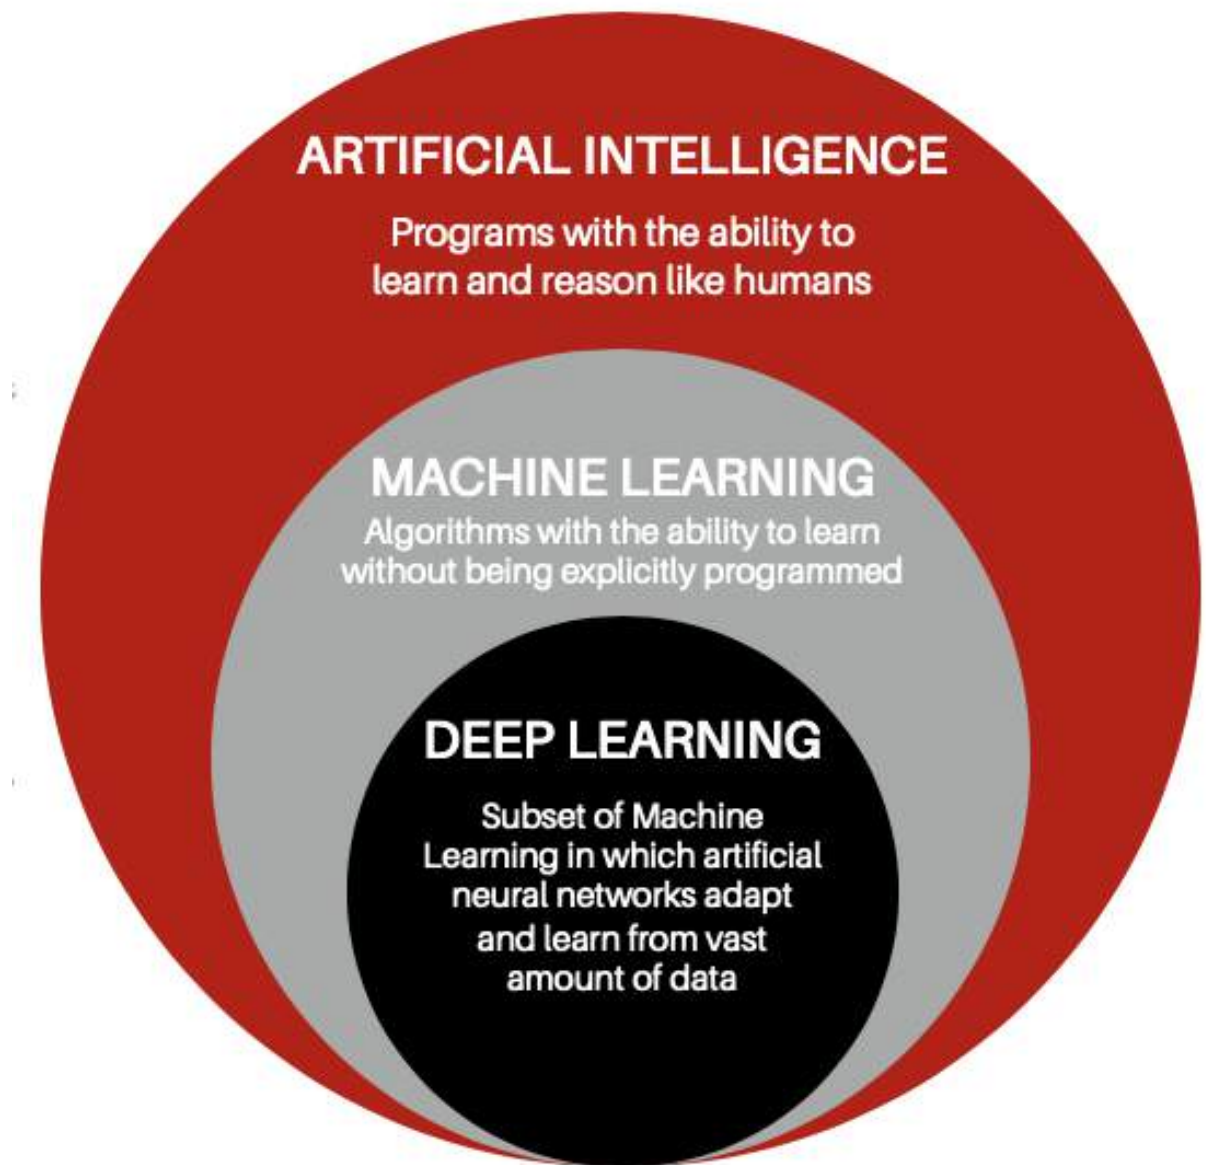 ARTIFICIAL INTELLIGENCE
Programs with the ability to
learn and reason like humans
MACHINE LEARNING
Algorithms with the ability to learn
without being explicitly programmed
DEEP LEARNING
Subset of Machine
Learning in which artificial
neural networks adapt
and learn from vast
amount of data